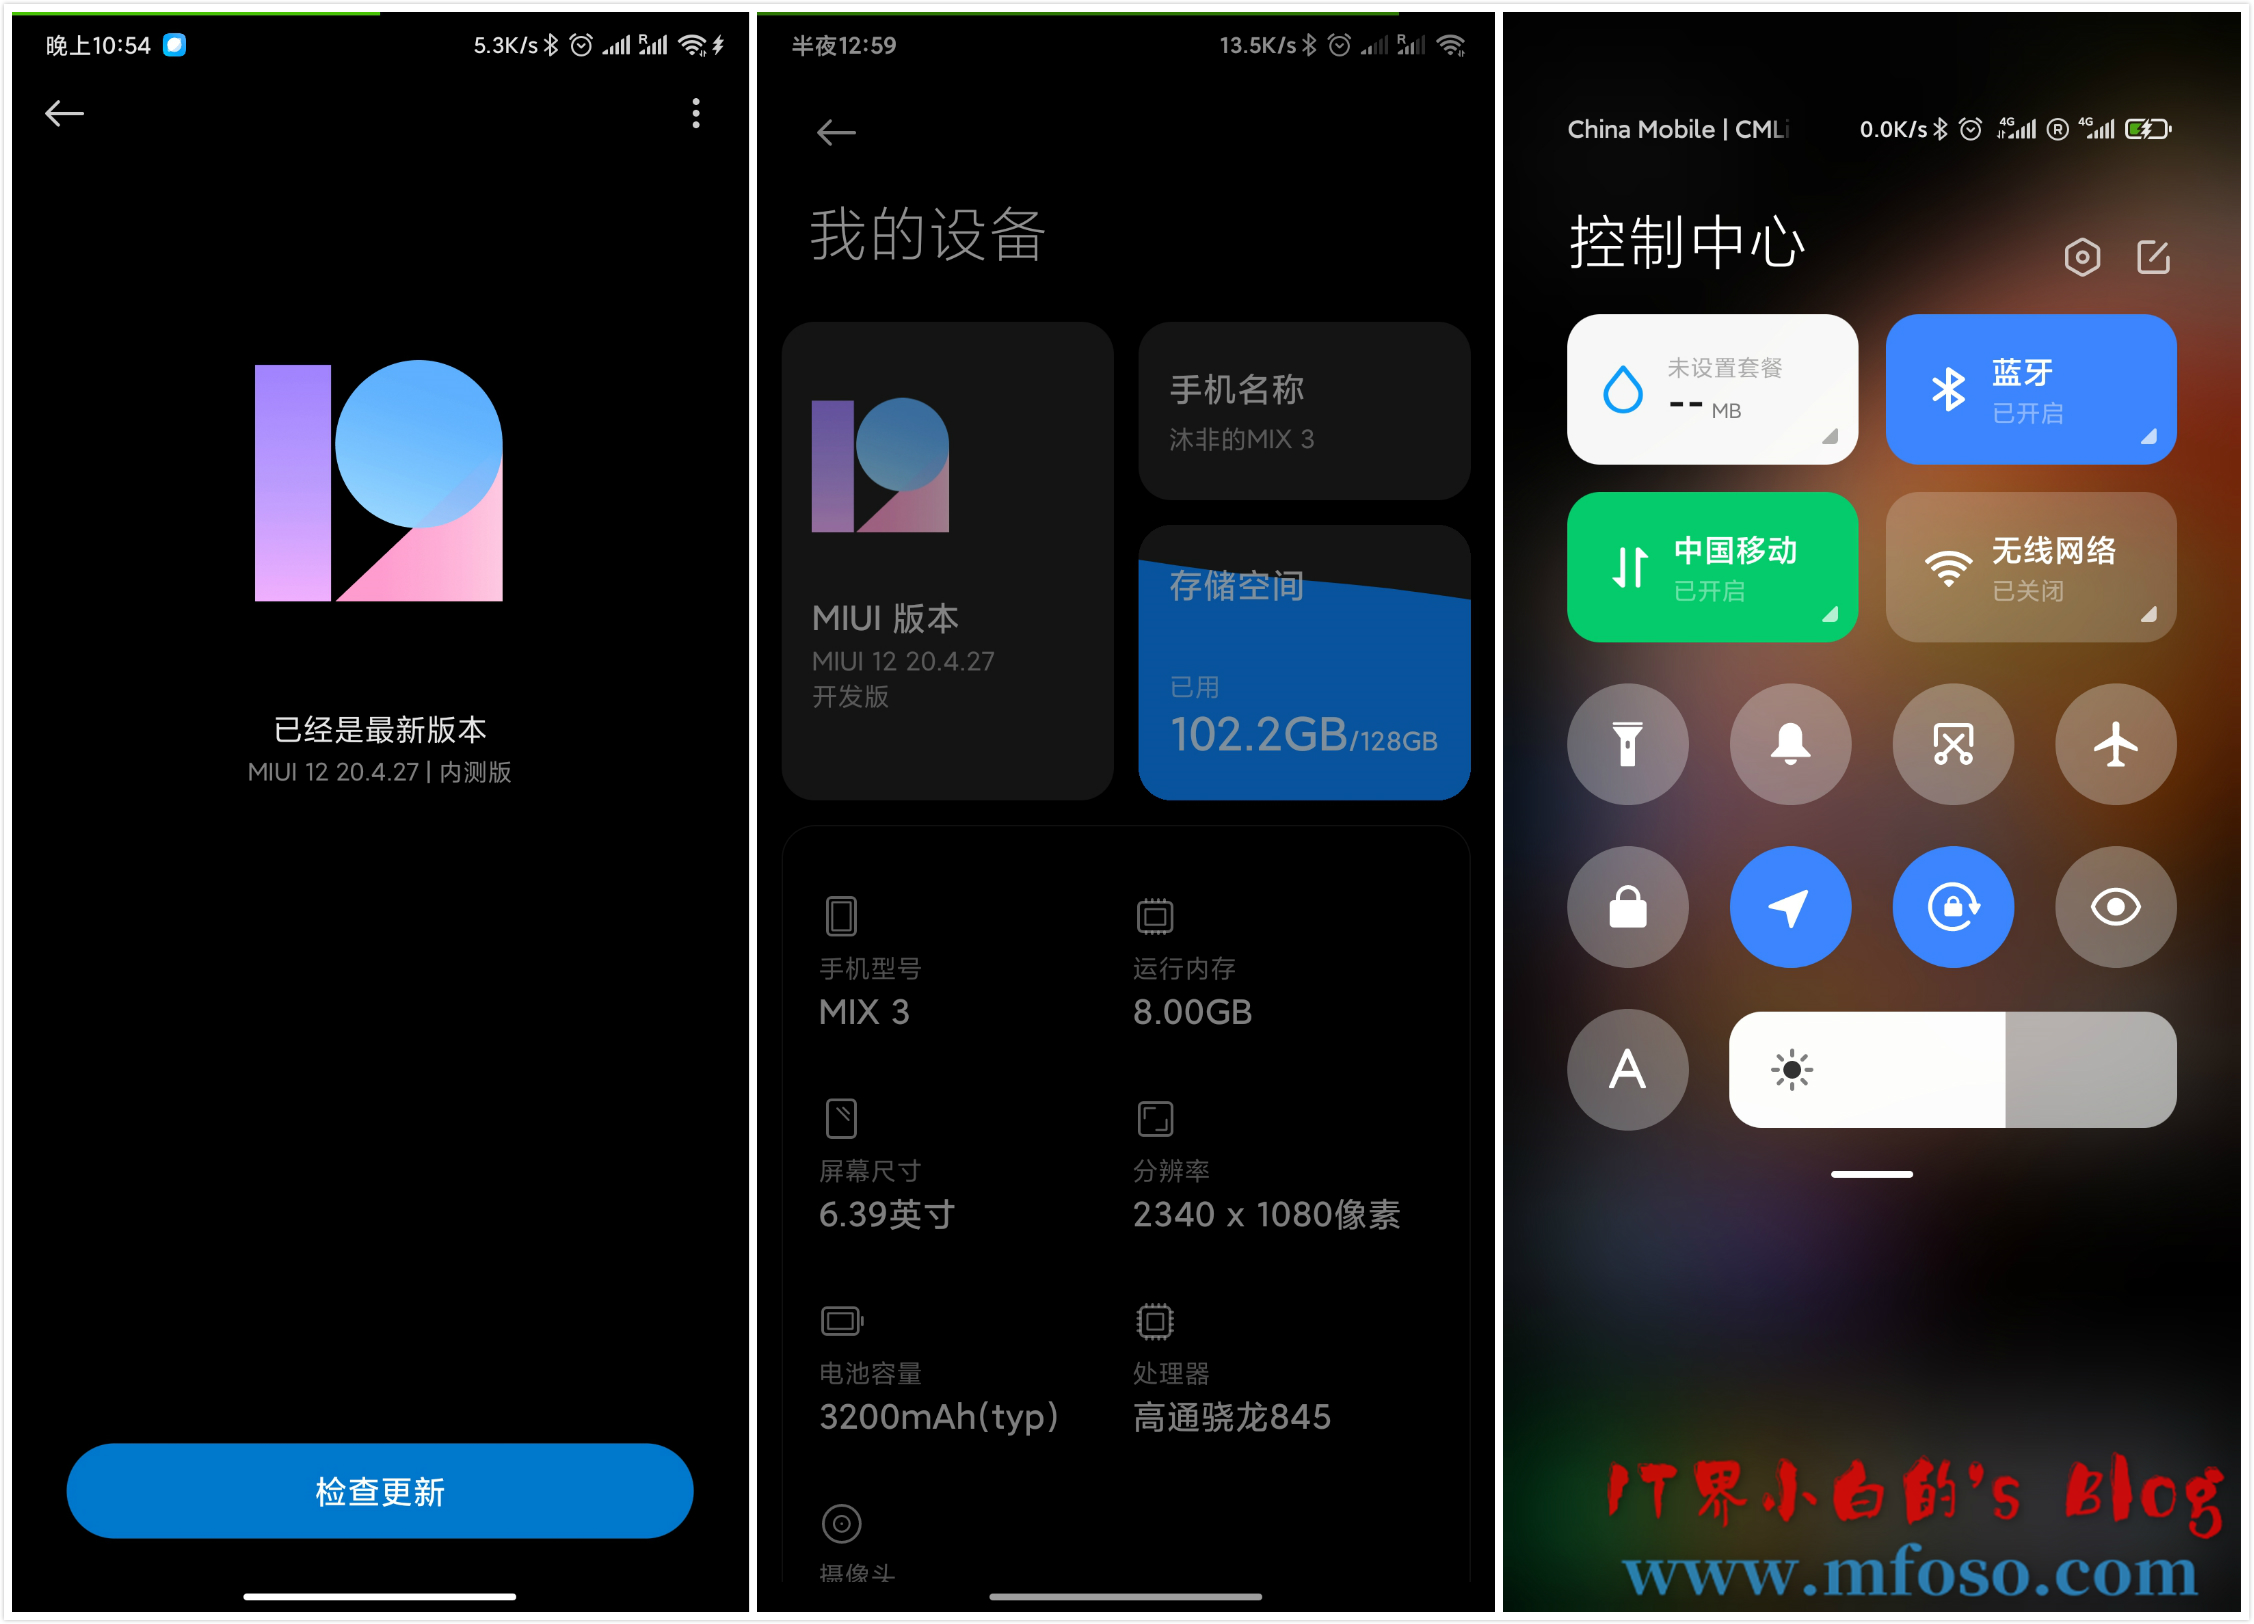 晚上10:54
5.3K/s
R
已经是最新版本
MIUI 12 20.4.27 | 内测版
检查更新
半夜12:59
13.5K/s
R
我的设备
MIUI 版本
MIUI 12 20.4.27
开发版
手机名称
沐非的MIX 3
存储空间
已用
102.2GB/128GB
手机型号
MIX 3
运行内存
8.00GB
屏幕尺寸
6.39英寸
分辨率
2340 x 1080像素
电池容量
3200mAh(typ)
处理器
高通骁龙845
摄像头
China Mobile | CMLi
0.0K/s 4G R 4G
控制中心
未设置套餐
-- MB
蓝牙
已开启
中国移动
已开启
无线网络
已关闭
A
IT界小白的's Blog
www.mfoso.com